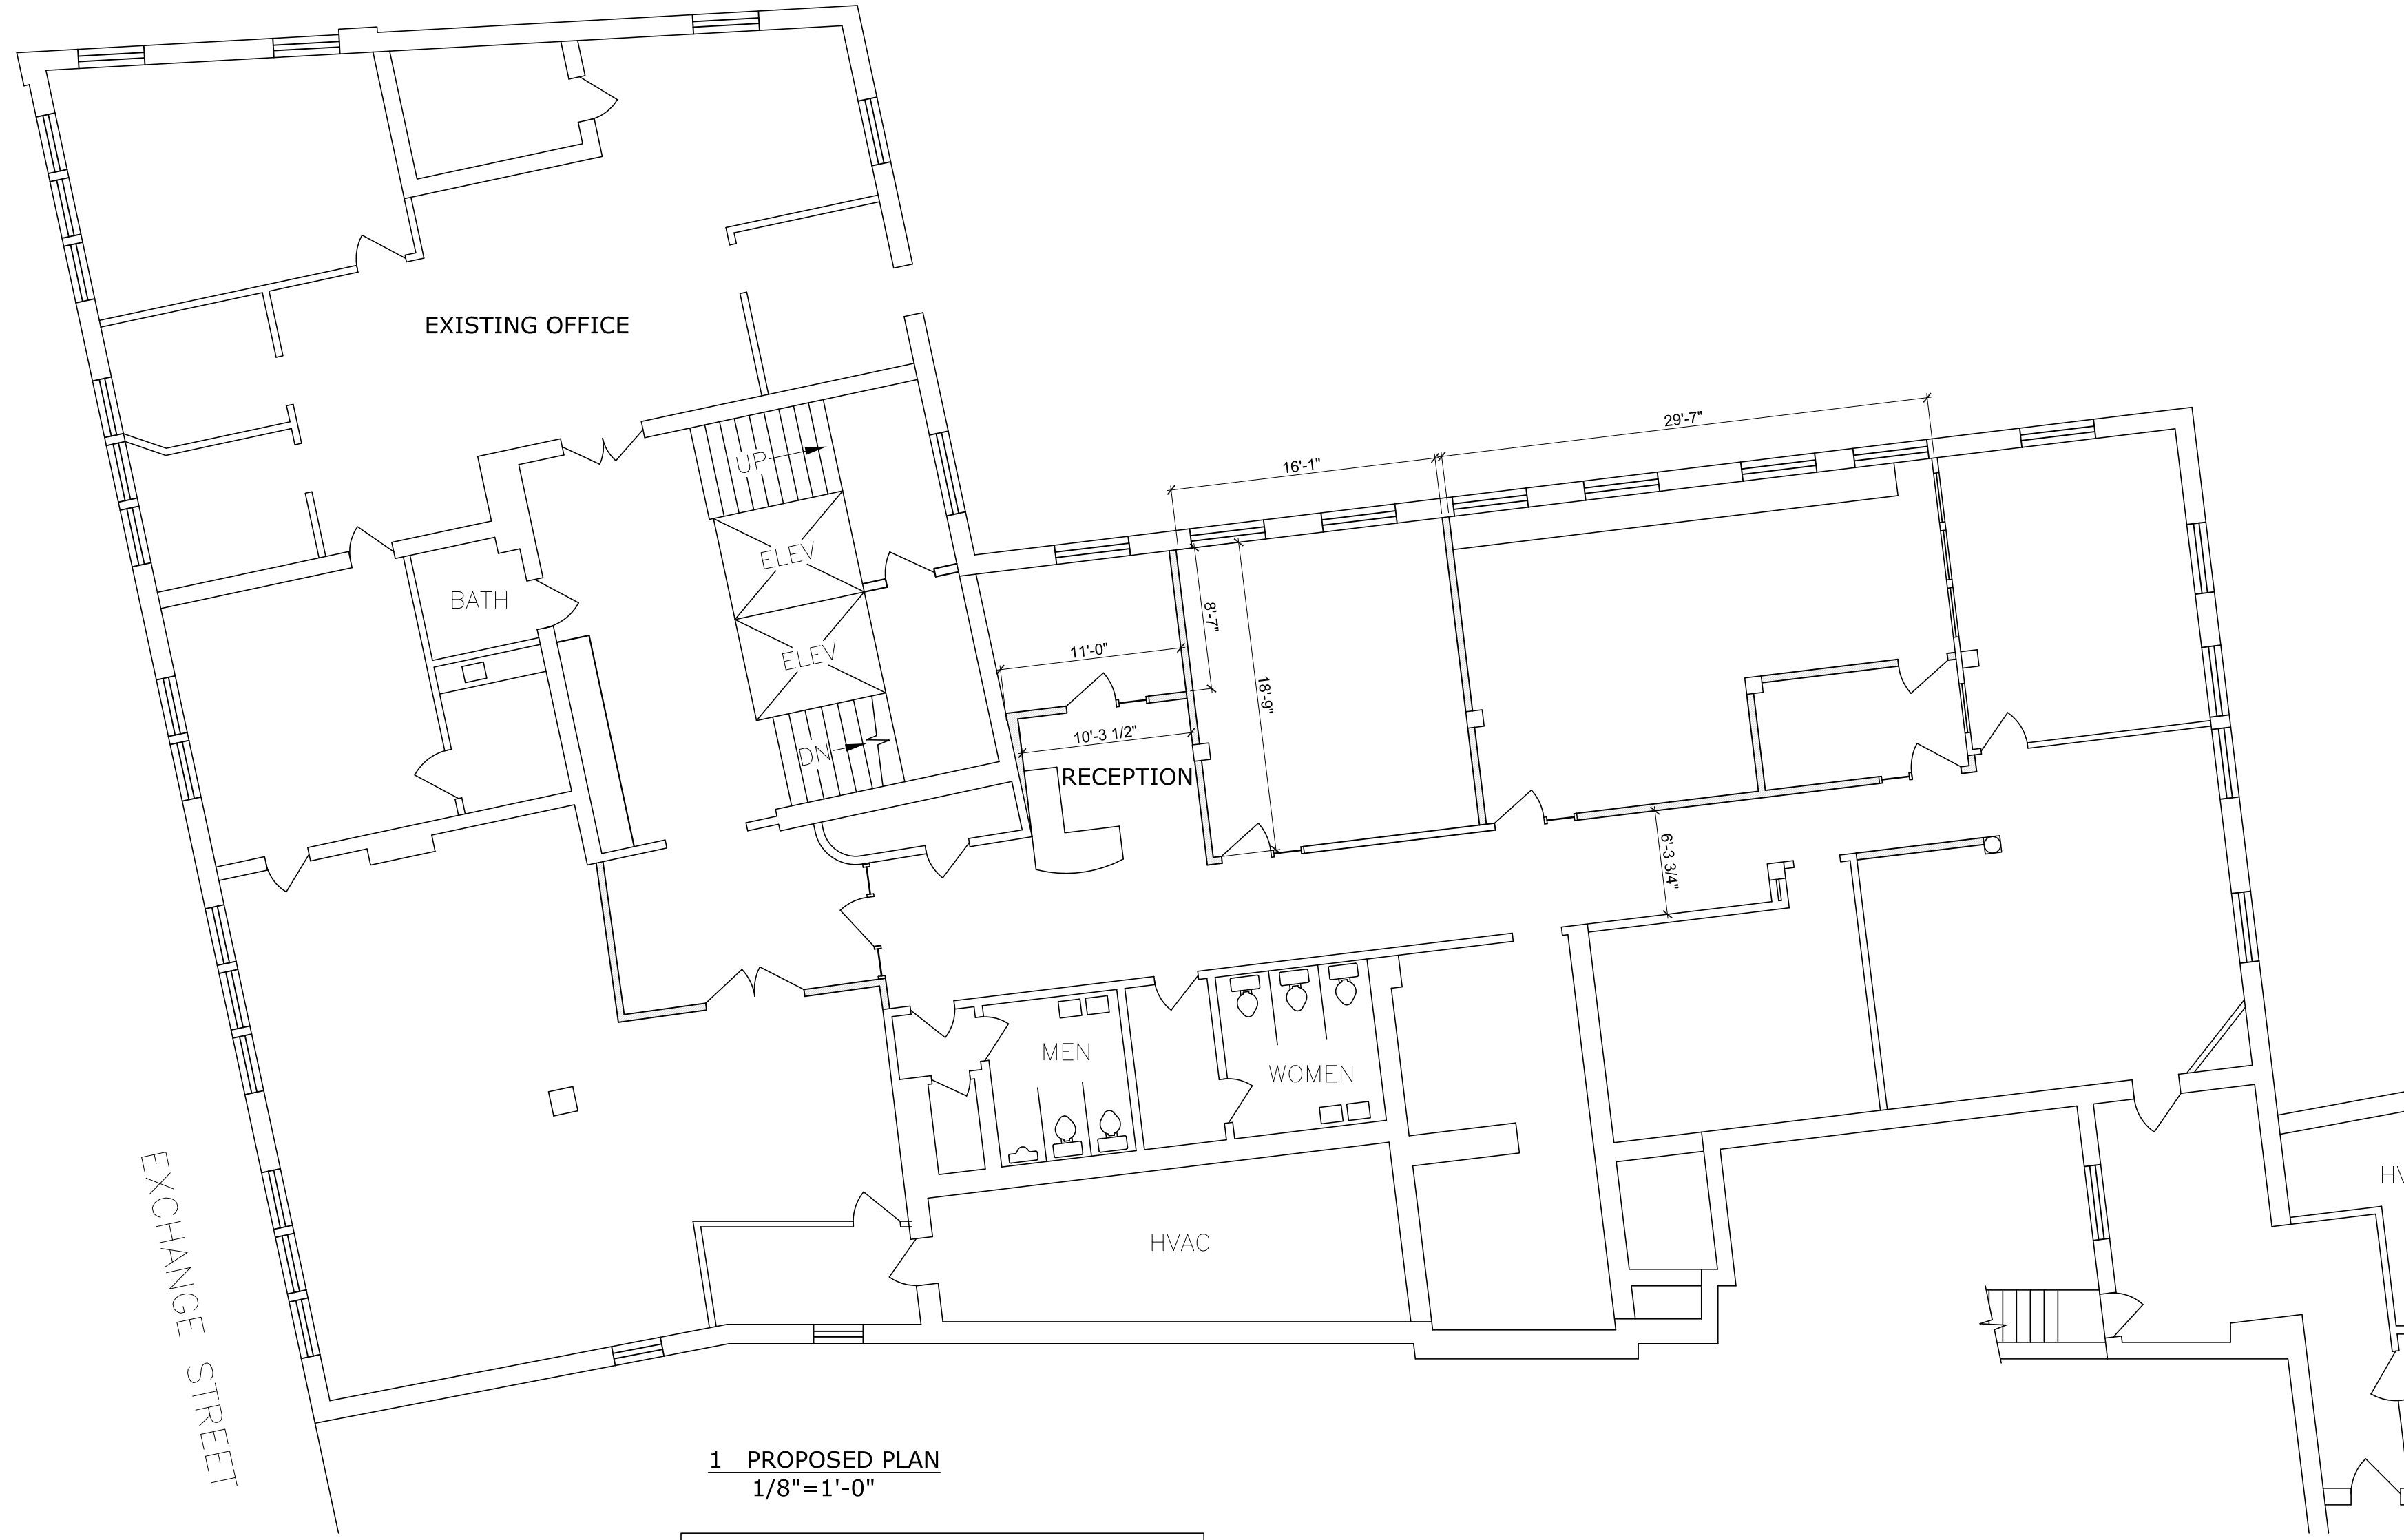 EXISTING OFFICE
29'-7"
16'-1"
UP
ELEV
BATH
8'-7"
11'-0"
ELEV
18'-9"
10'-3 1/2"
DN
RECEPTION
6'-3 3/4"
MEN
WOMEN
HVAC
EXCHANGE STREET
1 PROPOSED PLAN
1/8"=1'-0"